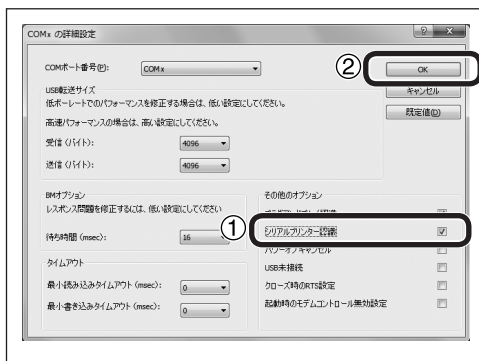 COMx の詳細設定
COMポート番号(P):
COMx
②
OK
キャンセル
既定値(D)
USB転送サイズ
低ボーレートでのパフォーマンスを修正する場合は、低い設定にしてください。
高速パフォーマンスの場合は、高い設定にしてください。
受信 (バイト):
4096
送信 (バイト):
4096
BMオプション
レスポンス問題を修正するには、低い設定にしてください
待ち時間 (msec):
16
タイムアウト
最小読み込みタイムアウト (msec):
0
最小書き込みタイムアウト (msec):
0
その他のオプション
①
シリアルプリンター認識
パワーオフキャンセル
USB未接続
クローズ時のRTS設定
起動時のモデムコントロール無効設定